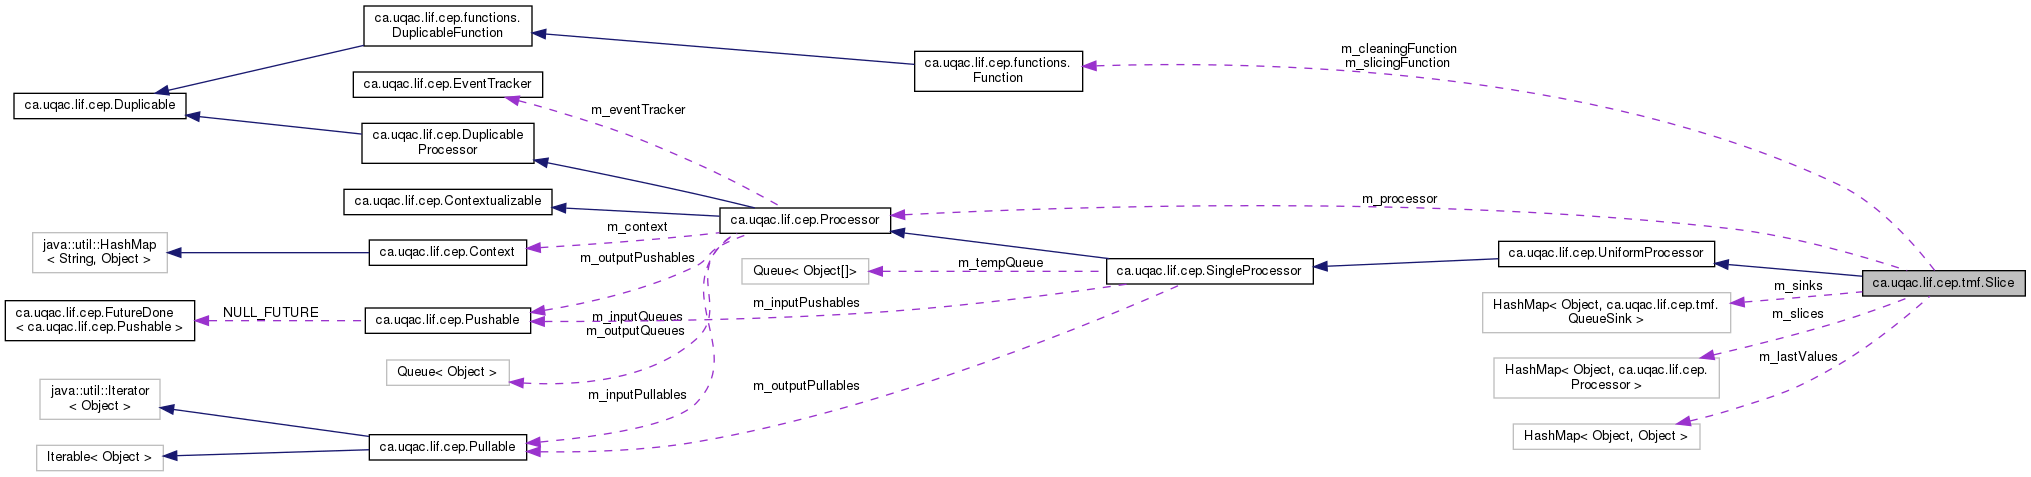 ca.uqac.lif.cep.functions.
DuplicableFunction
ca.uqac.lif.cep.EventTracker
ca.uqac.lif.cep.Duplicable
ca.uqac.lif.cep.Duplicable
Processor
ca.uqac.lif.cep.Contextualizable
java::util::HashMap
< String, Object >
ca.uqac.lif.cep.Context
ca.uqac.lif.cep.FutureDone
< ca.uqac.lif.cep.Pushable >
NULL_FUTURE
ca.uqac.lif.cep.Pushable
Queue< Object >
java::util::Iterator
< Object >
Iterable< Object >
ca.uqac.lif.cep.Pullable
m_eventTracker
m_context
m_outputPushables
m_inputQueues
m_outputQueues
m_inputPullables
ca.uqac.lif.cep.Processor
Queue< Object[]>
m_tempQueue
m_inputPushables
m_outputPullables
ca.uqac.lif.cep.functions.
Function
ca.uqac.lif.cep.SingleProcessor
m_cleaningFunction
m_slicingFunction
m_processor
ca.uqac.lif.cep.UniformProcessor
HashMap< Object, ca.uqac.lif.cep.tmf.
QueueSink >
HashMap< Object, ca.uqac.lif.cep.
Processor >
HashMap< Object, Object >
m_sinks
m_slices
m_lastValues
ca.uqac.lif.cep.tmf.Slice